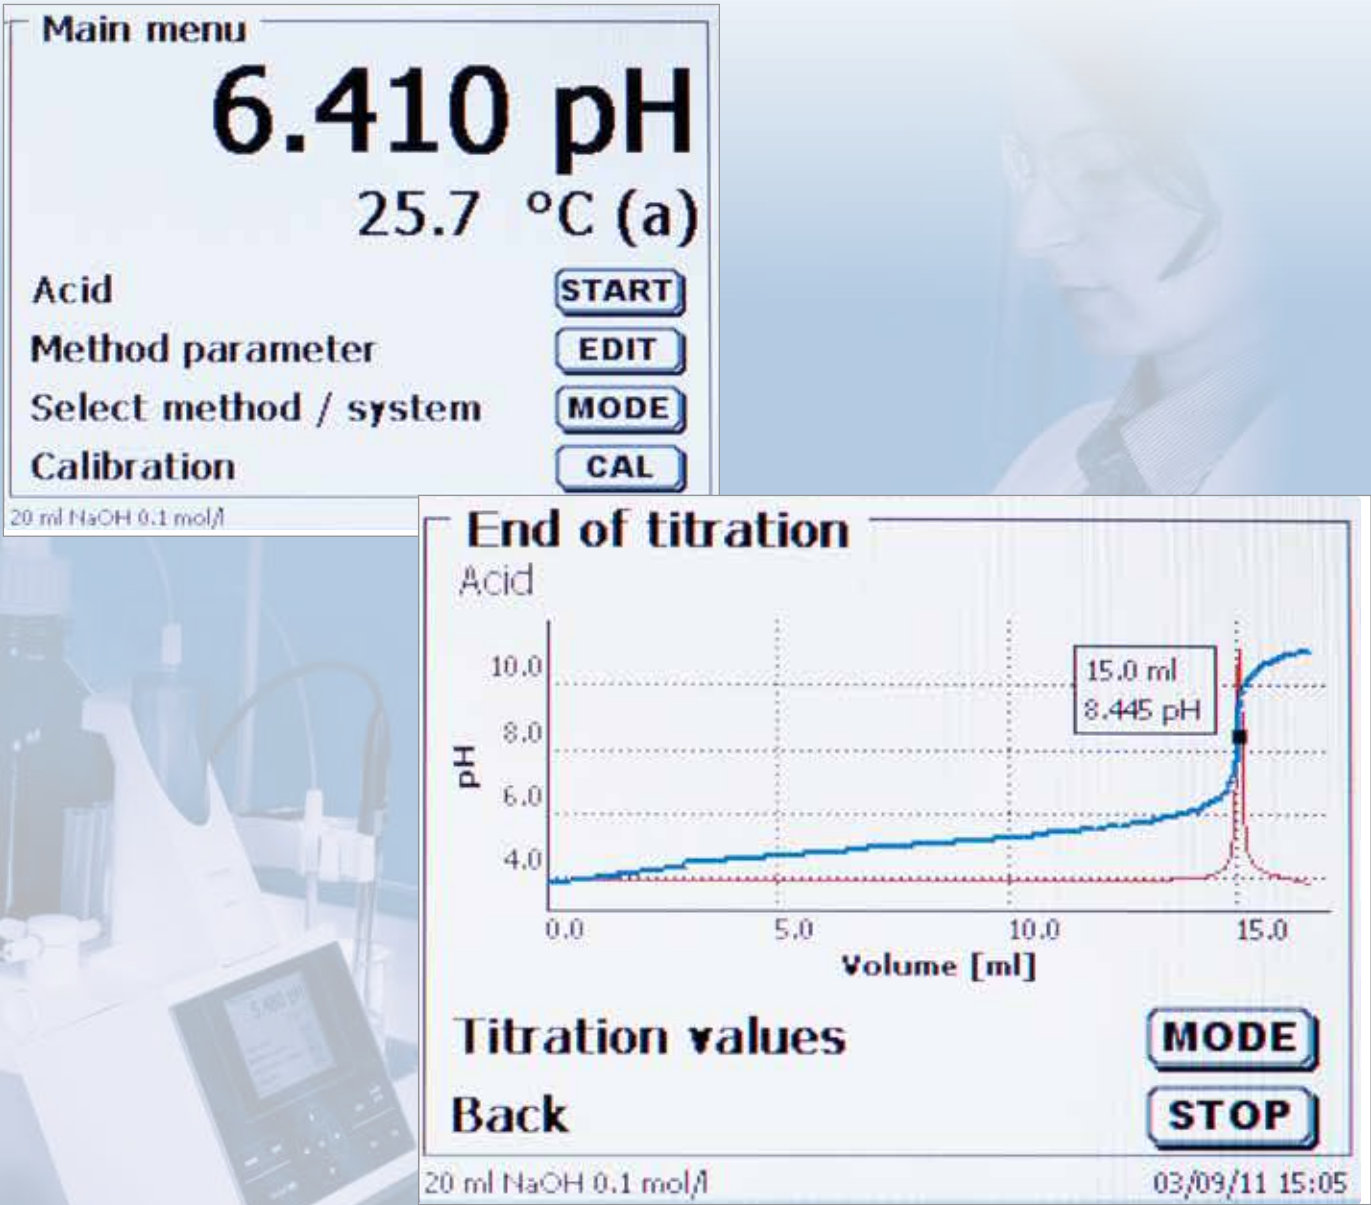 Main menu
6.410 pH
25.7 °C (a)
Acid START
Method parameter EDIT
Select method / system MODE
Calibration CAL
20 ml NaOH 0.1 mol/l
End of titration
Acid
15.0 ml
8.445 pH
10.0
8.0
6.0
4.0
pH
0.0 5.0 10.0 15.0
Volume [ml]
Titration values MODE
Back STOP
20 ml NaOH 0.1 mol/l 03/09/11 15:05